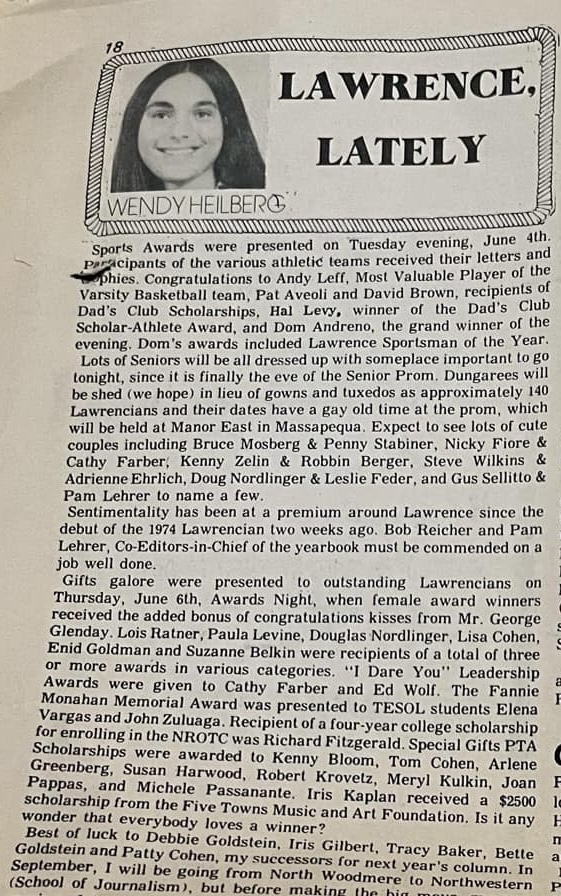 18
LAWRENCE,
LATELY
WENDY HEILBERG
Sports Awards were presented on Tuesday evening, June 4th.
Participants of the various athletic teams received their letters and
phies. Congratulations to Andy Leff, Most Valuable Player of the
Varsity Basketball team, Pat Aveoli and David Brown, recipients of
Dad's Club Scholarships, Hal Levy, winner of the Dad's Club
Scholar-Athlete Award, and Dom Andreno, the grand winner of the
evening. Dom's awards included Lawrence Sportsman of the Year.
Lots of Seniors will be all dressed up with someplace important to go
tonight, since it is finally the eve of the Senior Prom. Dungarees will
be shed (we hope) in lieu of gowns and tuxedos as approximately 140
Lawrencians and their dates have a gay old time at the prom, which
will be held at Manor East in Massapequa. Expect to see lots of cute
couples including Bruce Mosberg & Penny Stabiner, Nicky Fiore &
Cathy Farber, Kenny Zelin & Robbin Berger, Steve Wilkins &
Adrienne Ehrlich, Doug Nordlinger & Leslie Feder, and Gus Sellitto &
Pam Lehrer to name a few.
Sentimentality has been at a premium around Lawrence since the
debut of the 1974 Lawrencian two weeks ago. Bob Reicher and Pam
Lehrer, Co-Editors-in-Chief of the yearbook must be commended on a
job well done.
Gifts galore were presented to outstanding Lawrencians on
Thursday, June 6th, Awards Night, when female award winners
received the added bonus of congratulations kisses from Mr. George
Glenday. Lois Ratner, Paula Levine, Douglas Nordlinger, Lisa Cohen,
Enid Goldman and Suzanne Belkin were recipients of a total of three
or more awards in various categories. "I Dare You" Leadership
Awards were given to Cathy Farber and Ed Wolf. The Fannie
Monahan Memorial Award was presented to TESOL students Elena
Vargas and John Zuluaga. Recipient of a four-year college scholarship
for enrolling in the NROTC was Richard Fitzgerald. Special Gifts PTA
Scholarships were awarded to Kenny Bloom, Tom Cohen, Arlene
Greenberg, Susan Harwood, Robert Krovetz, Meryl Kulkin, Joan
Pappas, and Michele Passanante. Iris Kaplan received a $2500
scholarship from the Five Towns Music and Art Foundation. Is it any
wonder that everybody loves a winner?
Best of luck to Debbie Goldstein, Iris Gilbert, Tracy Baker, Bette
Goldstein and Patty Cohen, my successors for next year's column. In
September, I will be going from North Woodmere to Northwestern
(School of Journalism), but before making the big